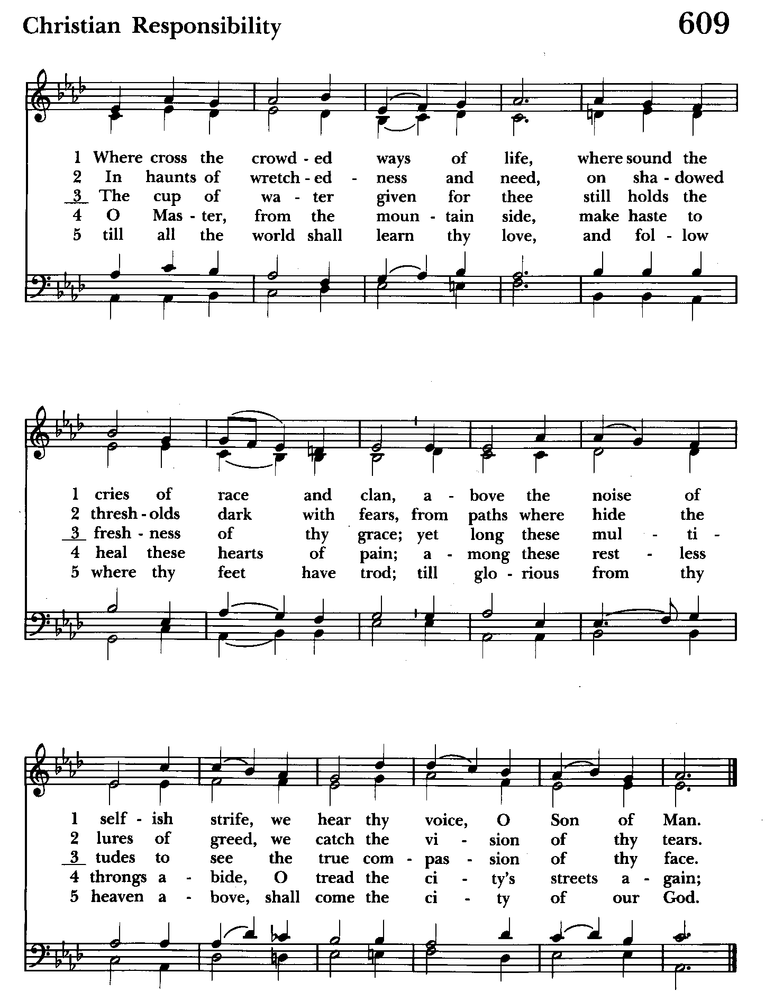 Christian Responsibility 609
1 Where cross the crowd - ed ways of life, where sound the
2 In haunts of wretch - ed - ness and need, on sha - dowed
3 The cup of wa - ter given for thee still holds the
4 O Mas - ter, from the moun - tain side, make haste to
5 till all the world shall learn thy love, and fol - low
1 cries of race and clan, a - bove the noise of
2 thresh - olds dark with fears, from paths where hide the
3 fresh - ness of thy grace; yet long these mul - ti -
4 heal these hearts of pain; a - mong these rest - less
5 where thy feet have trod; till glo - rious from thy
1 self - ish strife, we hear thy voice, O Son of Man.
2 lures of greed, we catch the vi - sion of thy tears.
3 tudes to see the true com - pas - sion of thy face.
4 throngs a - bide, O tread the ci - ty's streets a - gain;
5 heaven a - bove, shall come the ci - ty of our God.